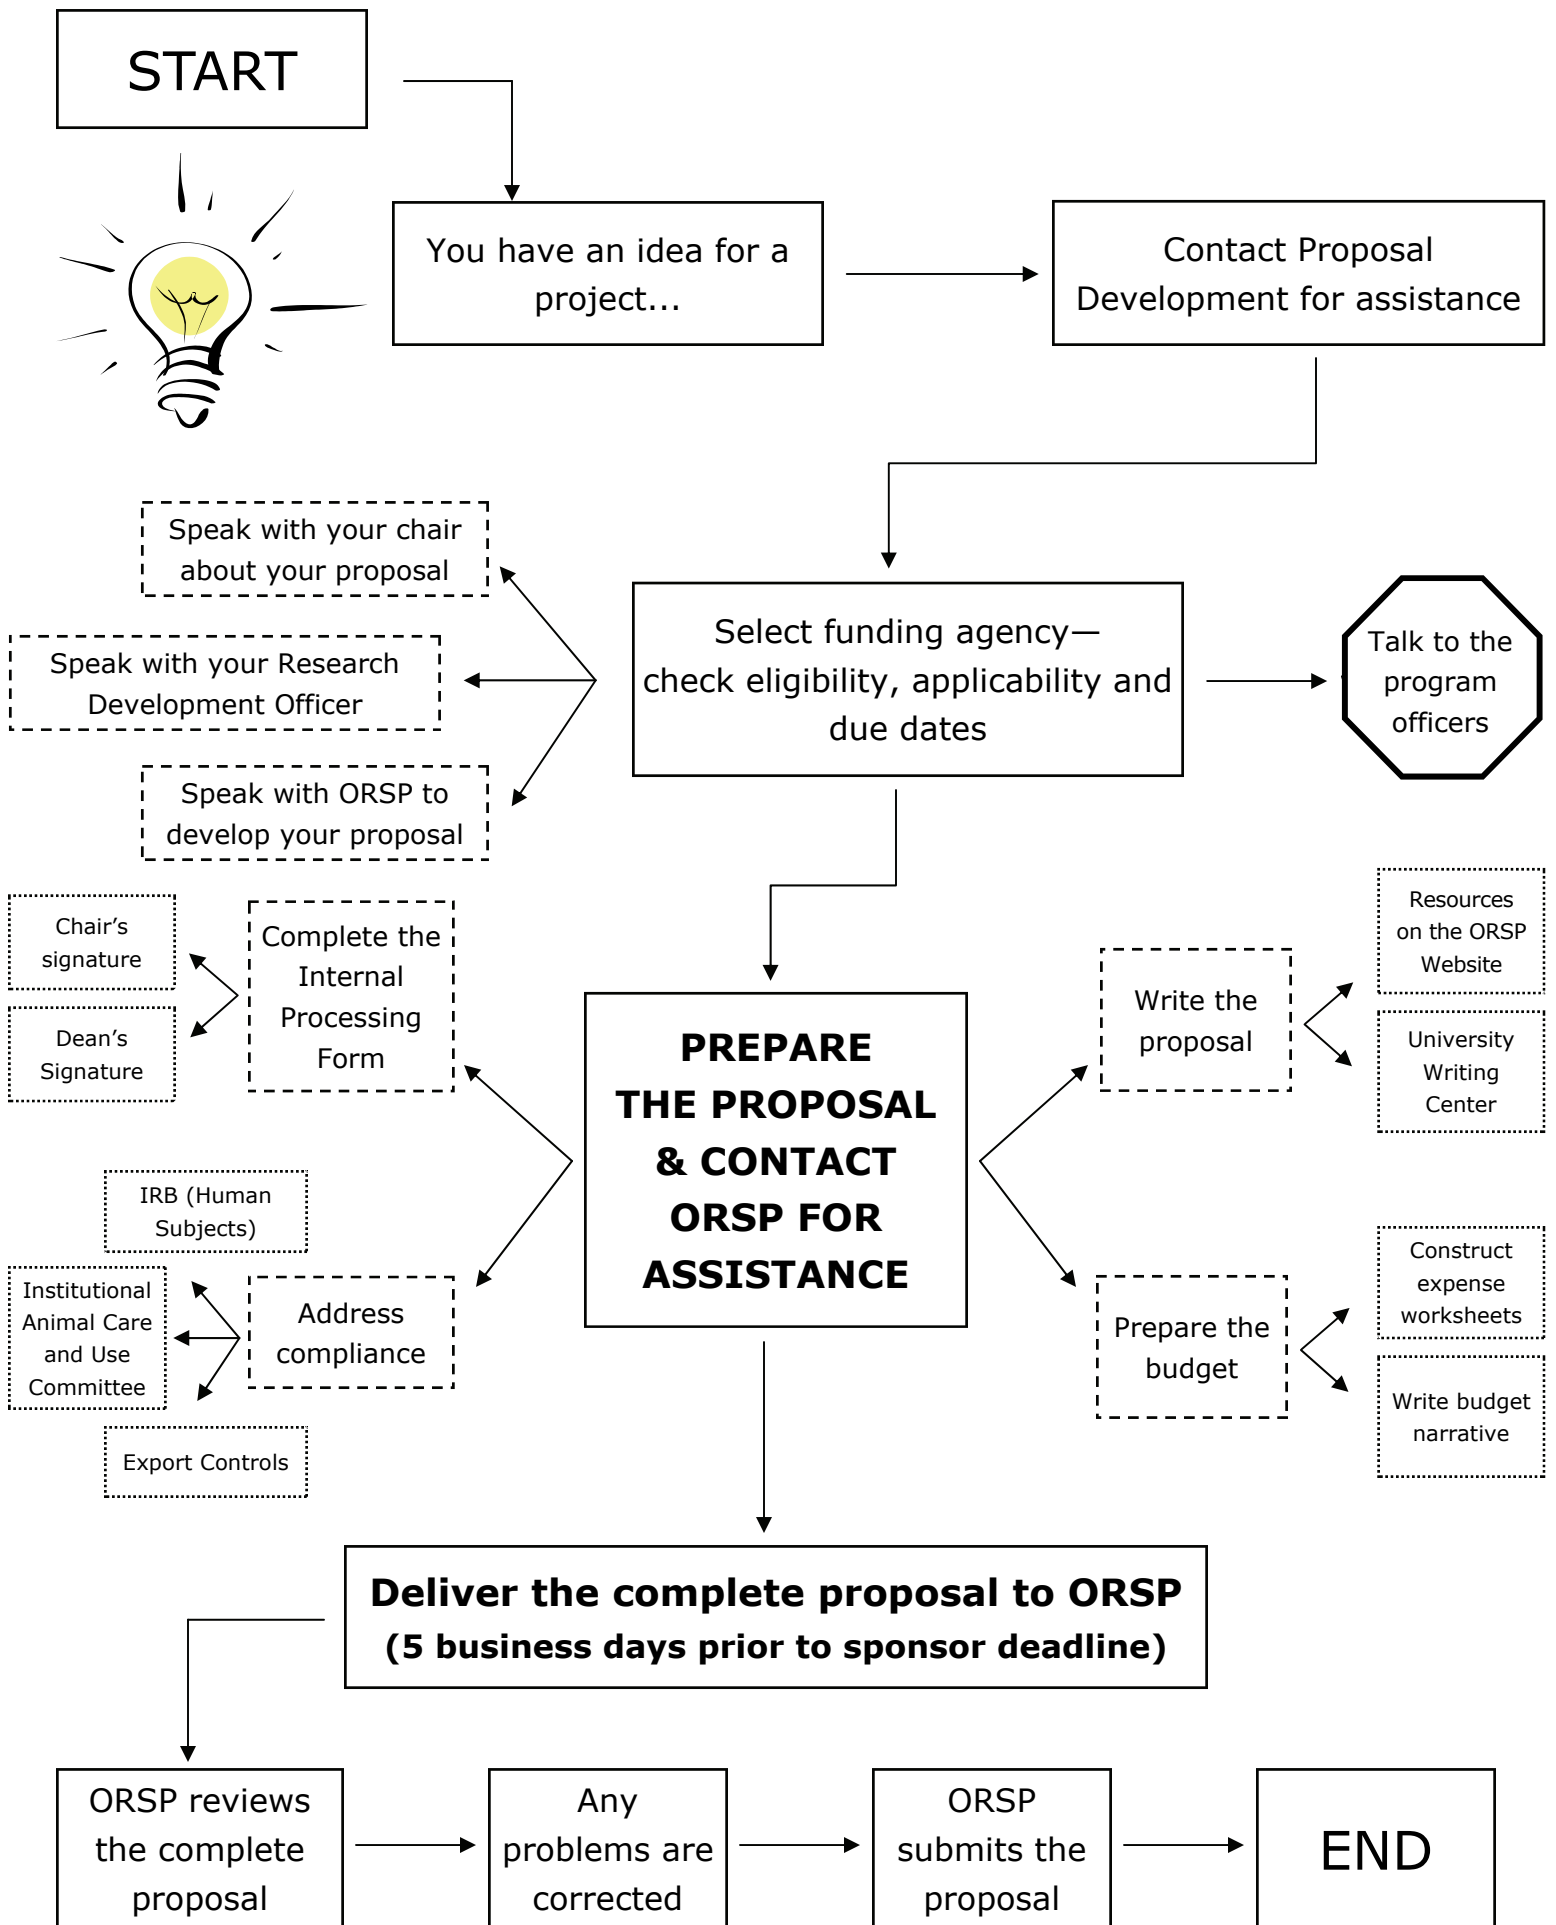 START
You have an idea for a
project…
Contact Proposal
Development for assistance
Speak with your chair
about your proposal
Speak with your Research
Development Officer
Speak with ORSP to
develop your proposal
Select funding agency—
check eligibility, applicability and
due dates
Talk to the
program
officers
Chair’s
signature
Dean’s
Signature
Complete the
Internal
Processing
Form
PREPARE
THE PROPOSAL
& CONTACT
ORSP FOR
ASSISTANCE
Write the
proposal
Resources
on the ORSP
Website
University
Writing
Center
IRB (Human
Subjects)
Institutional
Animal Care
and Use
Committee
Export Controls
Address
compliance
Prepare the
budget
Construct
expense
worksheets
Write budget
narrative
Deliver the complete proposal to ORSP
(5 business days prior to sponsor deadline)
ORSP reviews
the complete
proposal
Any
problems are
corrected
ORSP
submits the
proposal
END